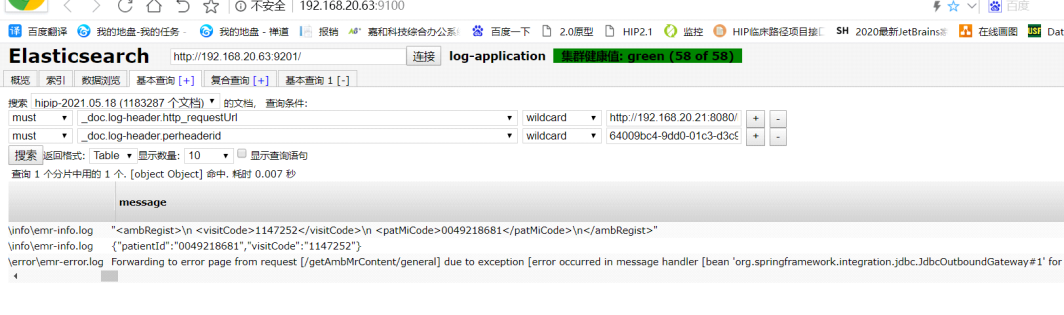 不安全 192.168.20.63:9100 百度
百度翻译 我的地盘-我的任务 - 我的地盘 - 禅道 报销 嘉和科技综合办公系 百度一下 2.0原型 HIP2.1 监控 HIP临床路径项目接口 SH 2020最新JetBrains 在线画图 USF Dat
Elasticsearch http://192.168.20.63:9201/ 连接 log-application 集群健康值: green (58 of 58)
概览 索引 数据浏览 基本查询 [+] 复合查询 [+] 基本查询 1 [-]
搜索 hipip-2021.05.18 (1183287 个文档) 的文档, 查询条件:
must _doc.log-header.http_requestUrl wildcard http://192.168.20.21:8080/ + -
must _doc.log-header.perheaderid wildcard 64009bc4-9dd0-01c3-d3c9 + -
搜索 返回格式: Table 显示数量: 10 显示查询语句
查询 1 个分片中用的 1 个. [object Object] 命中. 耗时 0.007 秒
message
\info\emr-info.log "<ambRegist>\n <visitCode>1147252</visitCode>\n <patMiCode>0049218681</patMiCode>\n</ambRegist>"
\info\emr-info.log {"patientId":"0049218681","visitCode":"1147252"}
\error\emr-error.log Forwarding to error page from request [/getAmbMrContent/general] due to exception [error occurred in message handler [bean 'org.springframework.integration.jdbc.JdbcOutboundGateway#1' for